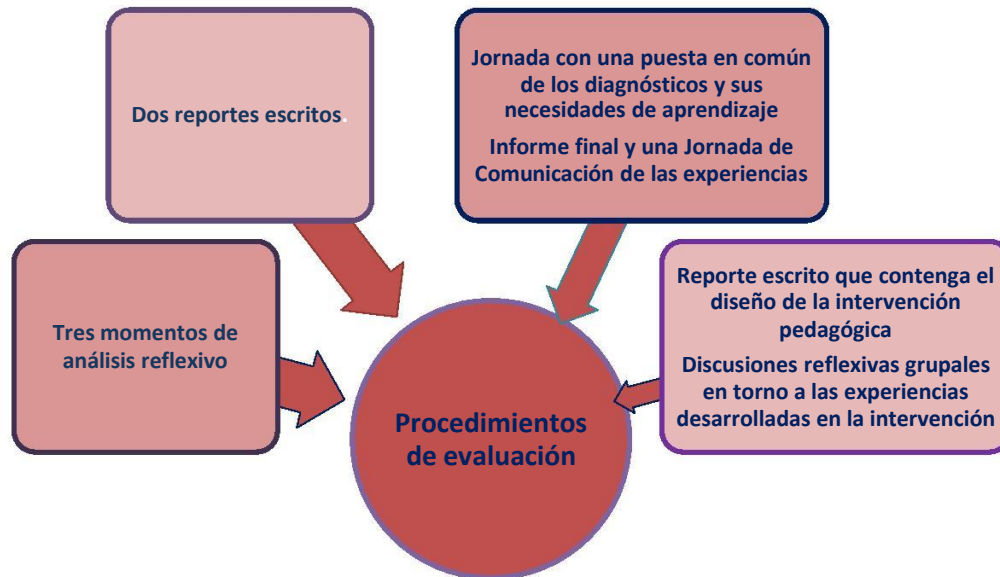 Dos reportes escritos.
Jornada con una puesta en común
de los diagnósticos y sus
necesidades de aprendizaje
Informe final y una Jornada de
Comunicación de las experiencias
Tres momentos de
análisis reflexivo
Reporte escrito que contenga el
diseño de la intervención
pedagógica
Discusiones reflexivas grupales
en torno a las experiencias
desarrolladas en la intervención
Procedimientos
de evaluación